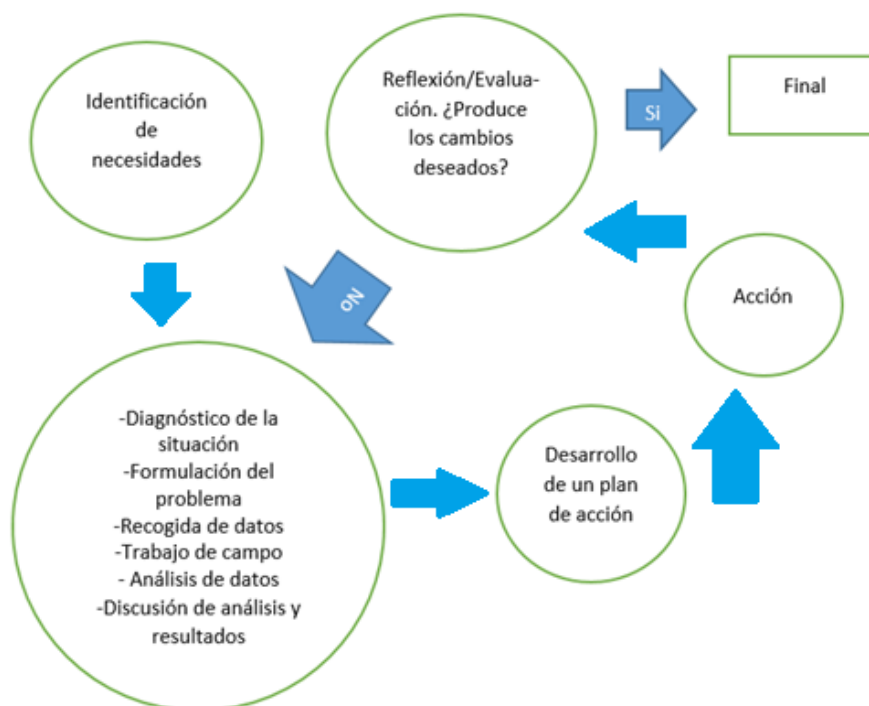 Identificación
de
necesidades
Reflexión/Evalua-
ción. ¿Produce
los cambios
deseados?
Si
Final
No
Acción
-Diagnóstico de la
situación
-Formulación del
problema
-Recogida de datos
-Trabajo de campo
- Análisis de datos
-Discusión de análisis y
resultados
Desarrollo
de un plan
de acción